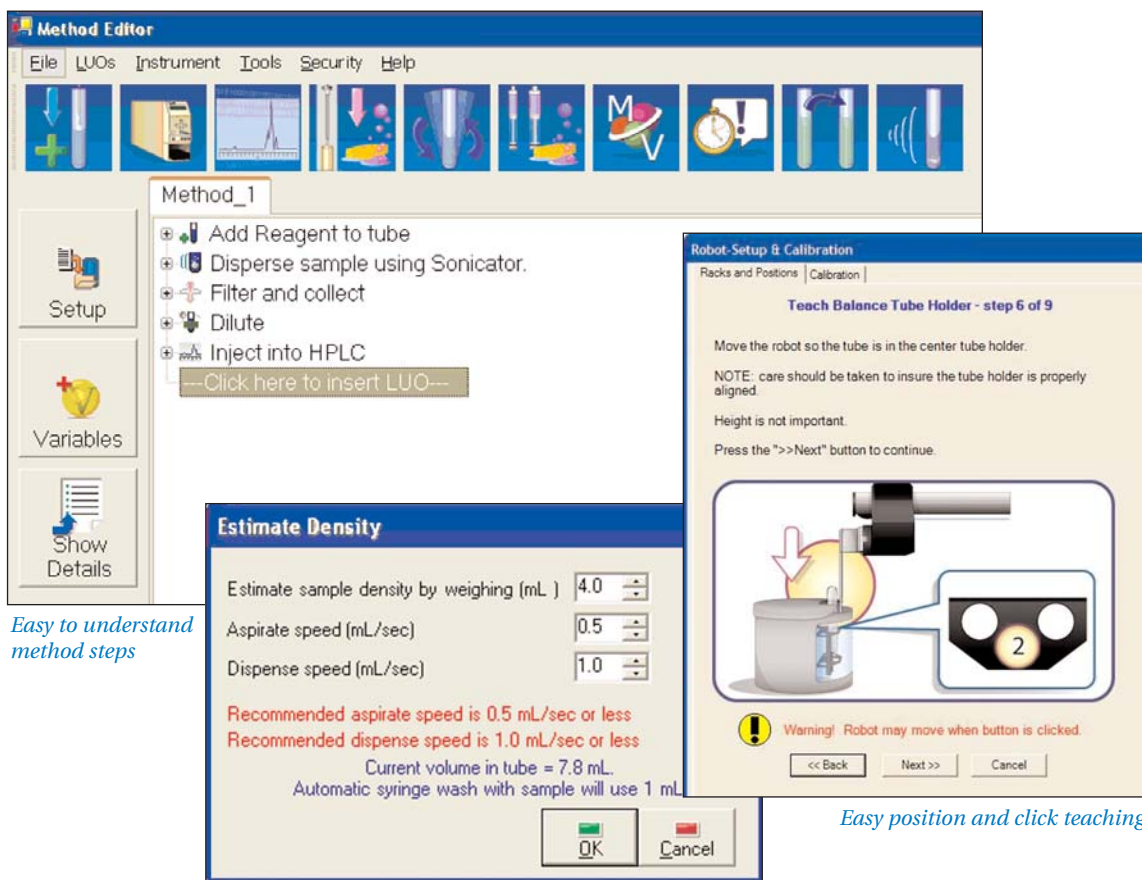 Method Editor
File LUOs Instrument Tools Security Help
M
V
Method_1
Setup
Variables
Show
Details
Add Reagent to tube
Disperse sample using Sonicator.
Filter and collect
Dilute
Inject into HPLC
---Click here to insert LUO---
Easy to understand
method steps
Robot-Setup & Calibration
Racks and Positions Calibration
Teach Balance Tube Holder - step 6 of 9
Move the robot so the tube is in the center tube holder.
NOTE: care should be taken to insure the tube holder is properly
aligned.
Height is not important.
Press the ">>Next" button to continue.
2
Warning! Robot may move when button is clicked.
<< Back Next >> Cancel
Easy position and click teaching
Estimate Density
Estimate sample density by weighing (mL ) 4.0
Aspirate speed (mL/sec) 0.5
Dispense speed (mL/sec) 1.0
Recommended aspirate speed is 0.5 mL/sec or less
Recommended dispense speed is 1.0 mL/sec or less
Current volume in tube = 7.8 mL.
Automatic syringe wash with sample will use 1 mL
OK Cancel